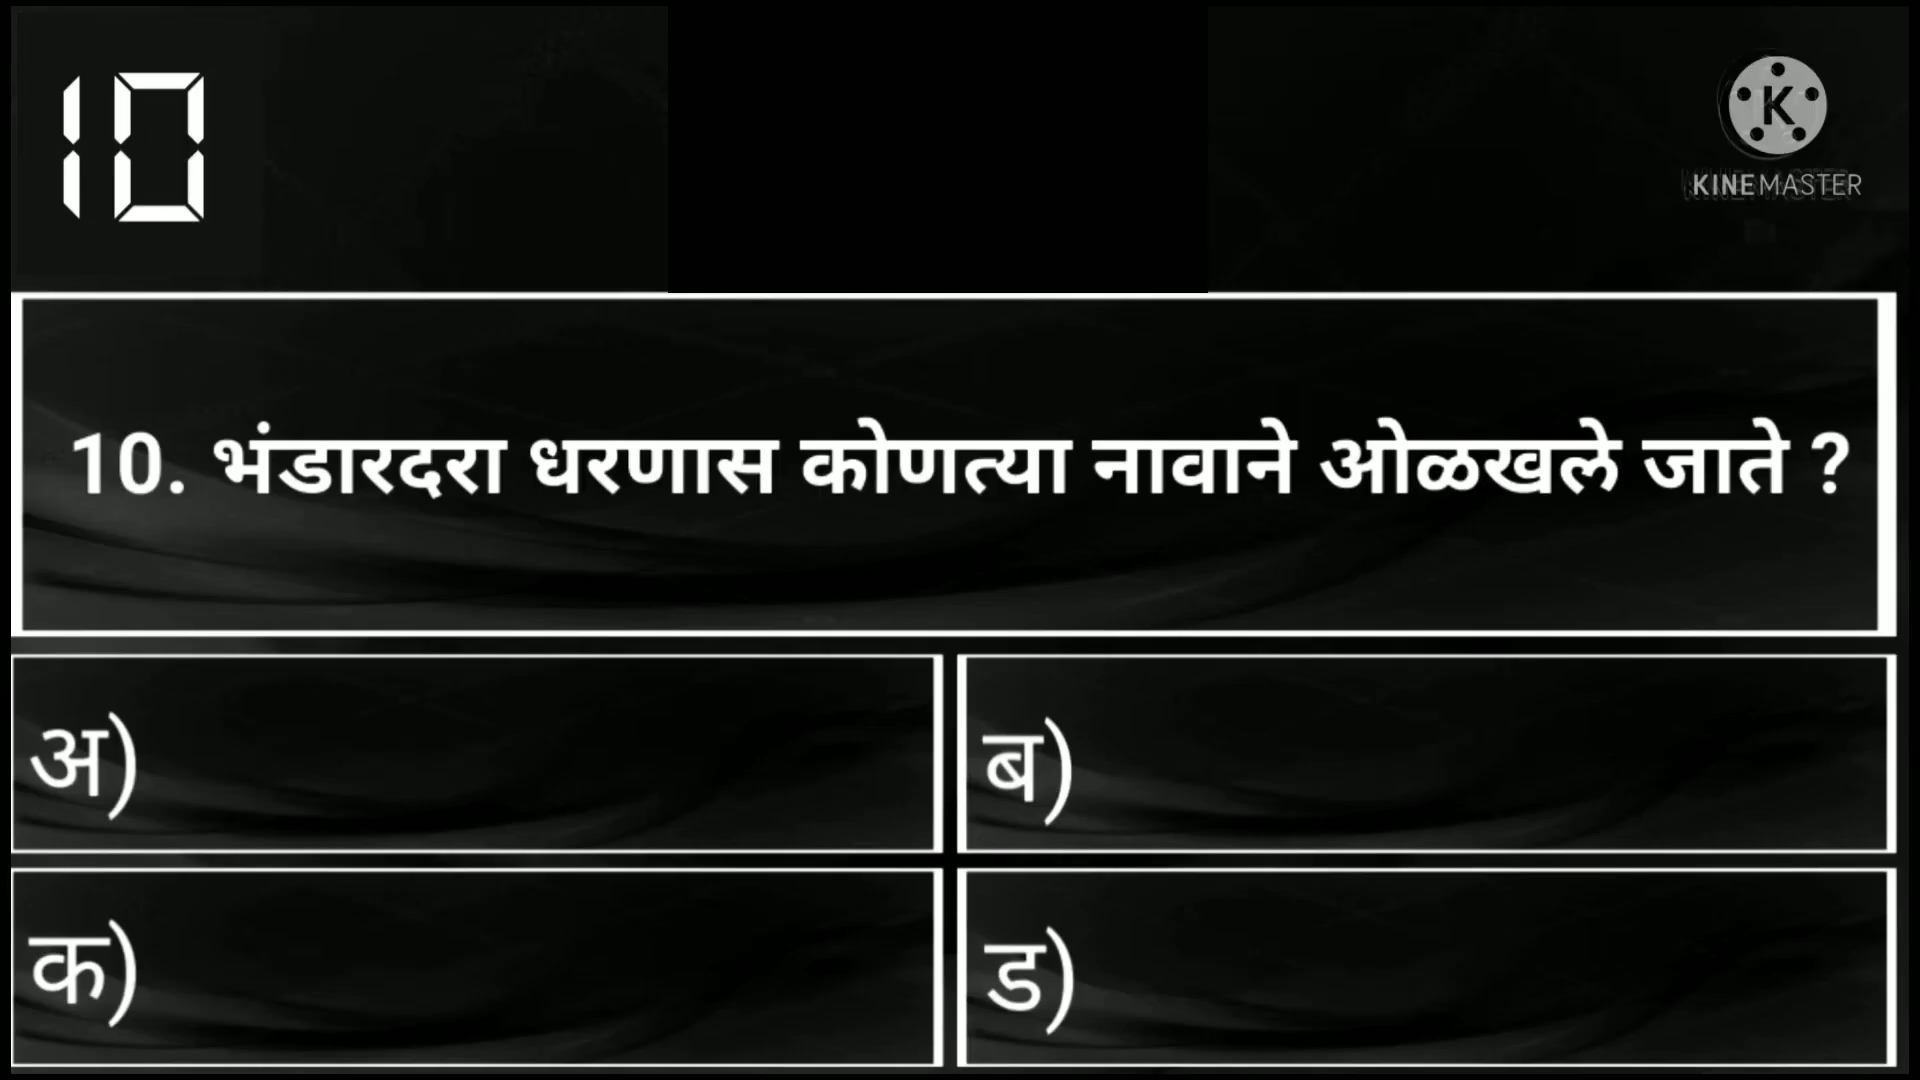 10
KINEMASTER
10. भंडारदरा धरणास कोणत्या नावाने ओळखले जाते ?
अ)
ब)
क)
ड)